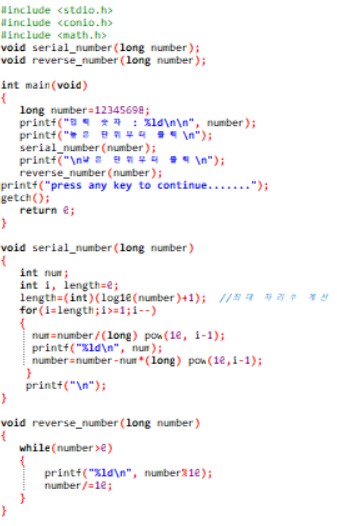 #include <stdio.h>
#include <conio.h>
#include <math.h>
void serial_number(long number);
void reverse_number(long number);
int main(void)
{
long number=12345698;
printf("입력 숫자 : %ld\n\n", number);
printf("높은 단위부터 출력 \n");
serial_number(number);
printf("\n낮은 단위부터 출력 \n");
reverse_number(number);
printf("press any key to continue.......");
getch();
return 0;
}
void serial_number(long number)
{
int num;
int i, length=0;
length=(int)(log10(number)+1); //최대 자리수 계산
for(i=length;i>=1;i--)
{
num=number/(long) pow(10, i-1);
printf("%ld\n", num);
number=number-num*(long) pow(10,i-1);
}
printf("\n");
}
void reverse_number(long number)
{
while(number>0)
{
printf("%ld\n", number%10);
number/=10;
}
}